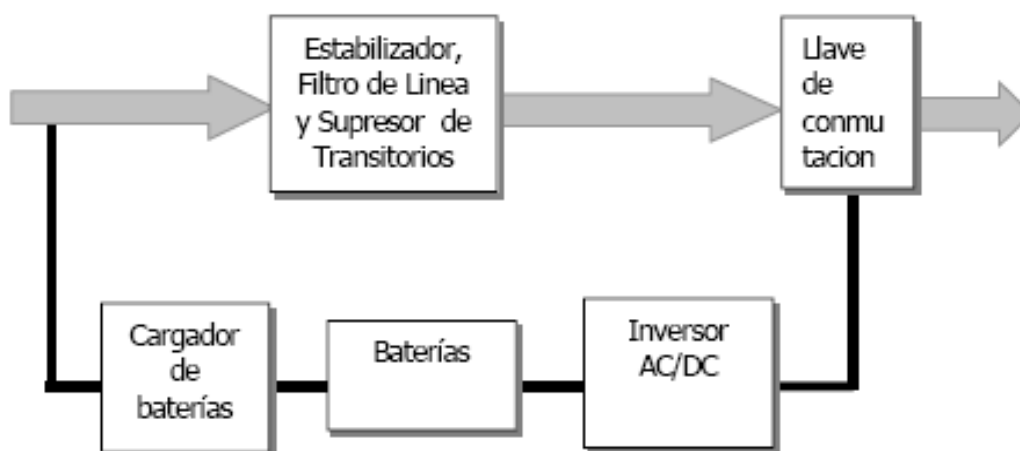 Estabilizador,
Filtro de Linea
y Supresor de
Transitorios
Llave
de
conmu
tacion
Cargador
de
baterías
Baterías
Inversor
AC/DC